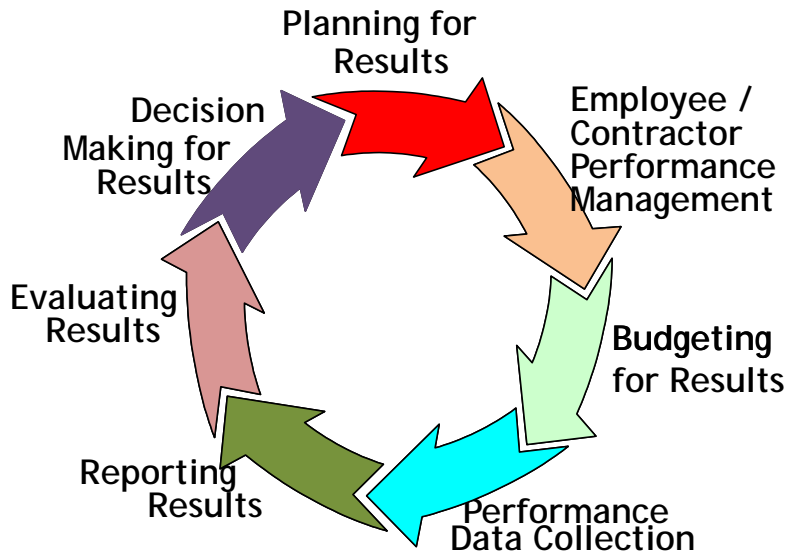 Planning for
Results
Employee /
Contractor
Performance
Management
Budgeting
for Results
Performance
Data Collection
Reporting
Results
Evaluating
Results
Decision
Making for
Results